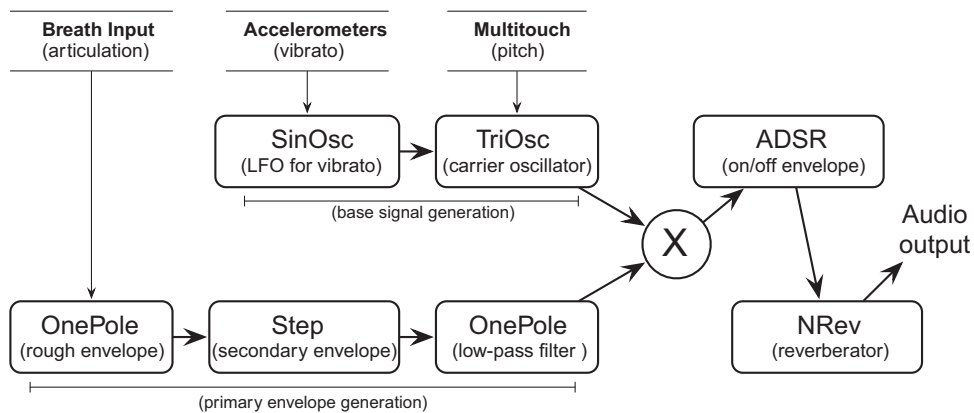 Breath Input
(articulation)
Accelerometers
(vibrato)
Multitouch
(pitch)
SinOsc
(LFO for vibrato)
TriOsc
(carrier oscillator)
ADSR
(on/off envelope)
(base signal generation)
X
Audio
output
OnePole
(rough envelope)
Step
(secondary envelope)
OnePole
(low-pass filter )
NRev
(reverberator)
(primary envelope generation)